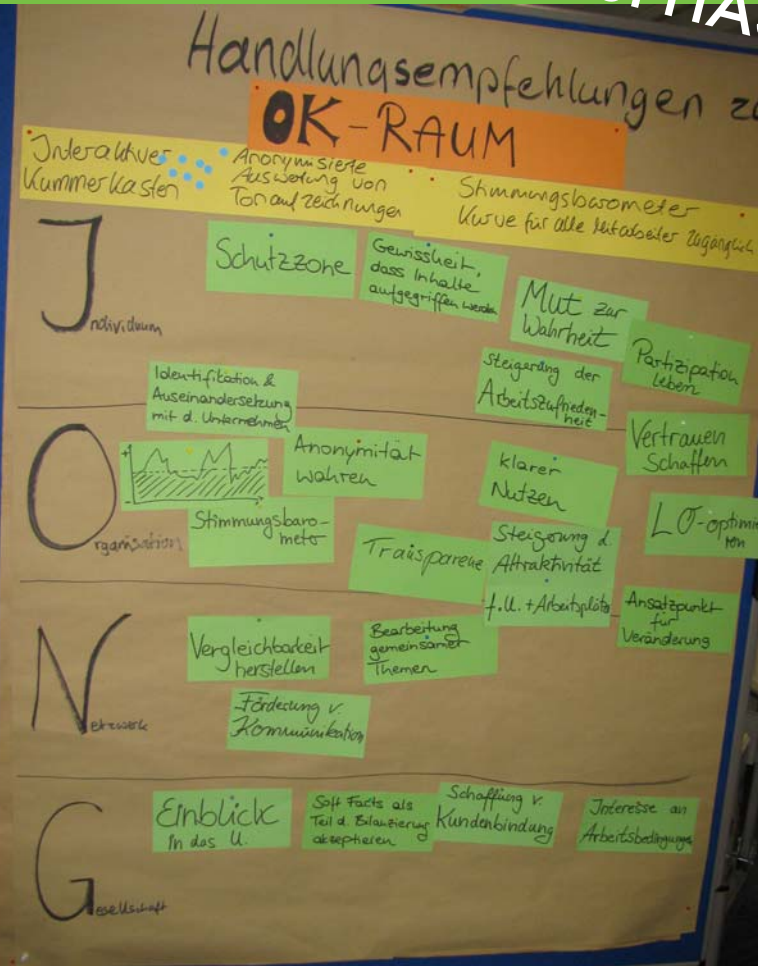 Handlungsempfehlungen
OK-RAUM
Interaktiver
Kummerkasten
Anonymisierte
Auswertung von
Tonaufzeichnungen
Stimmungsbarometer
Kurve für alle Mitarbeiter zugänglich
Individuum
Schutzzone
Gewissheit,
dass Inhalte
aufgegriffen werden
Mut zur
Wahrheit
Partizipation
leben
Steigerung der
Arbeitszufrieden-
heit
Identifikation &
Auseinandersetzung
mit d. Unternehmen
Organisation
+1
-
Stimmungsbaro-
meter
Anonymität
wahren
Transparenz
klarer
Nutzen
Vertrauen
Schaffen
Steigerung d.
Attraktivität
f. U. + Arbeitsplätze
LO-optimi
Ansatzpunkt
für
Veränderung
Netzwerk
Vergleichbarkeit
herstellen
Bearbeitung
gemeinsamer
Themen
Förderung v.
Kommunikation
Gesellschaft
Einblick
in das U.
Soft Facts als
Teil d. Bilanzierung
akzeptieren
Schaffung v.
Kundenbindung
Interesse an
Arbeitsbedingungen